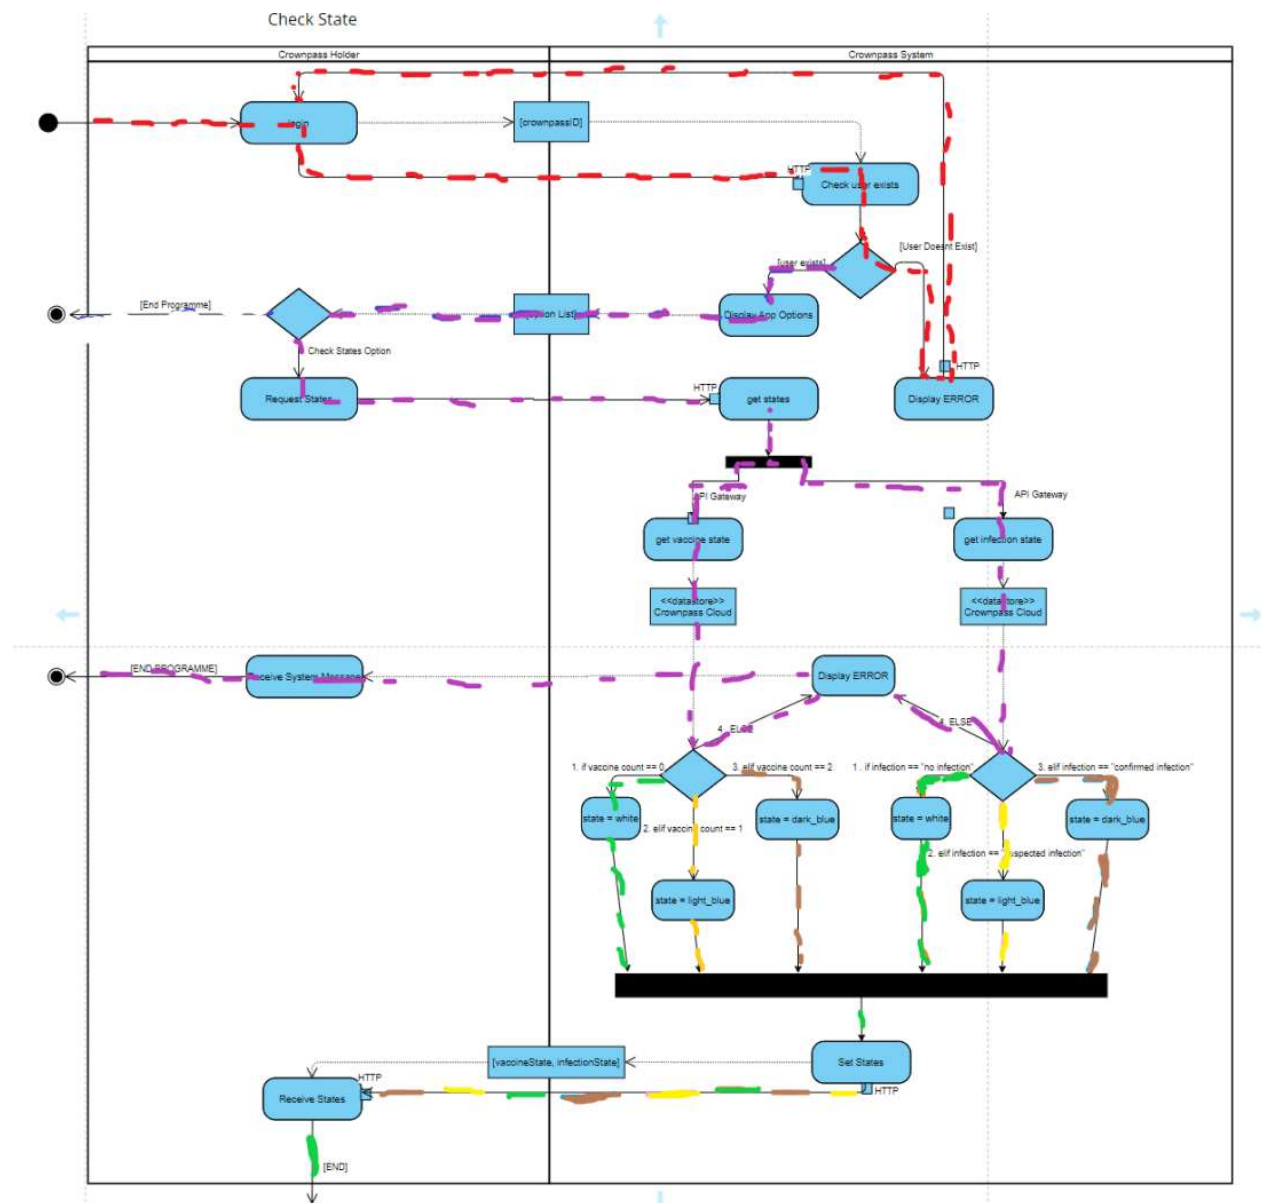 Check State
Crownpass Holder
Crownpass System
login
[crownpassID]
HTTP
Check user exists
[User Doesnt Exist]
[user exists]
[End Programme]
List]
Display App Options
Check States Option
HTTP
HTTP
Request States
get states
Display ERROR
Gateway
API Gateway
get vaccine state
get infection state
<<datastore>>
Crownpass Cloud
<<datastore>>
Crownpass Cloud
[END PROGRAMME]
System Message
Display ERROR
4. ELSE
4. ELSE
1. if vaccine count == 0
3. elif vaccine count == 2
1 . if infection == "no infection"
3. elif infection == "confirmed infection"
state = white
2. elif vaccine count == 1
state = dark_blue
state = white
2. elif infection == "suspected infection"
state = dark_blue
state = light_blue
state = light_blue
[vaccineState, infectionState]
Set States
HTTP
HTTP
Receive States
[END]